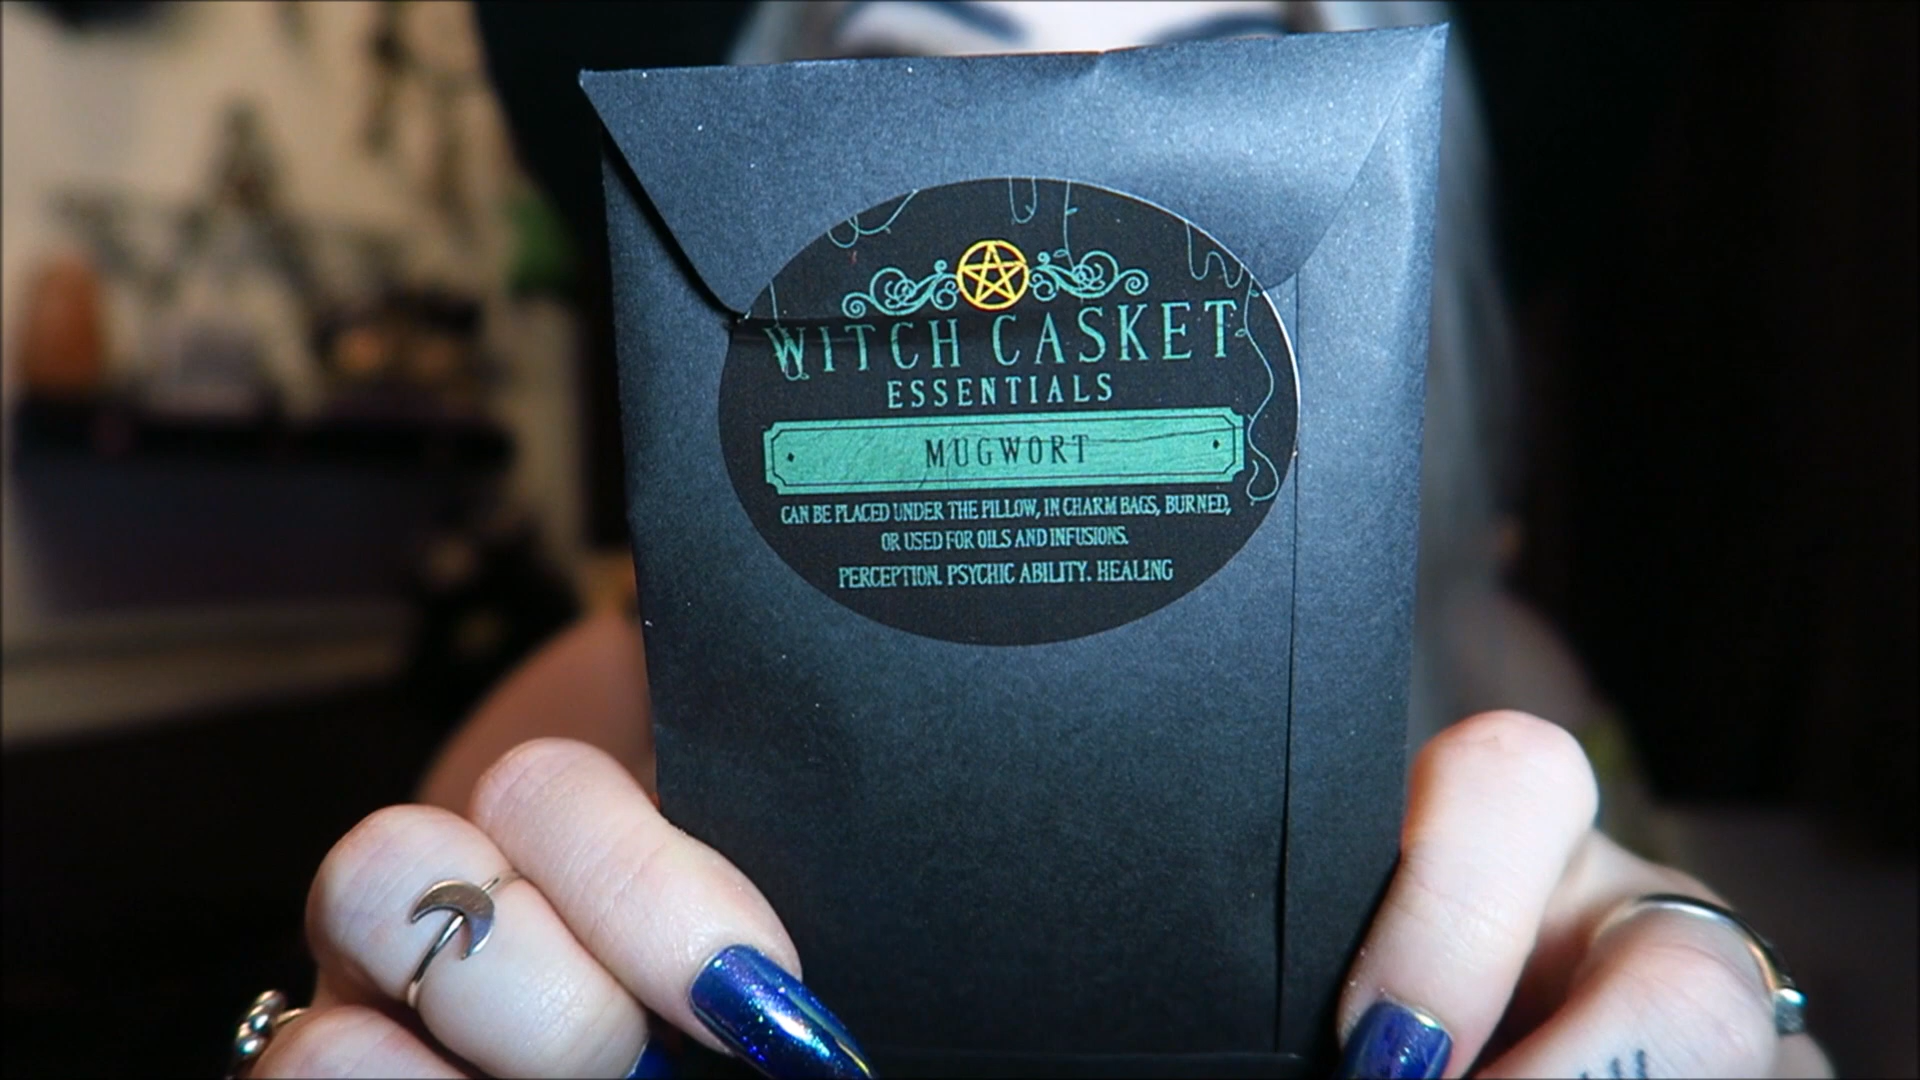 WITCH CASKET
ESSENTIALS
MUGWORT
CAN BE PLACED UNDER THE PILLOW, IN CHARM BAGS, BURNED,
OR USED FOR OILS AND INFUSIONS.
PERCEPTION. PSYCHIC ABILITY. HEALING